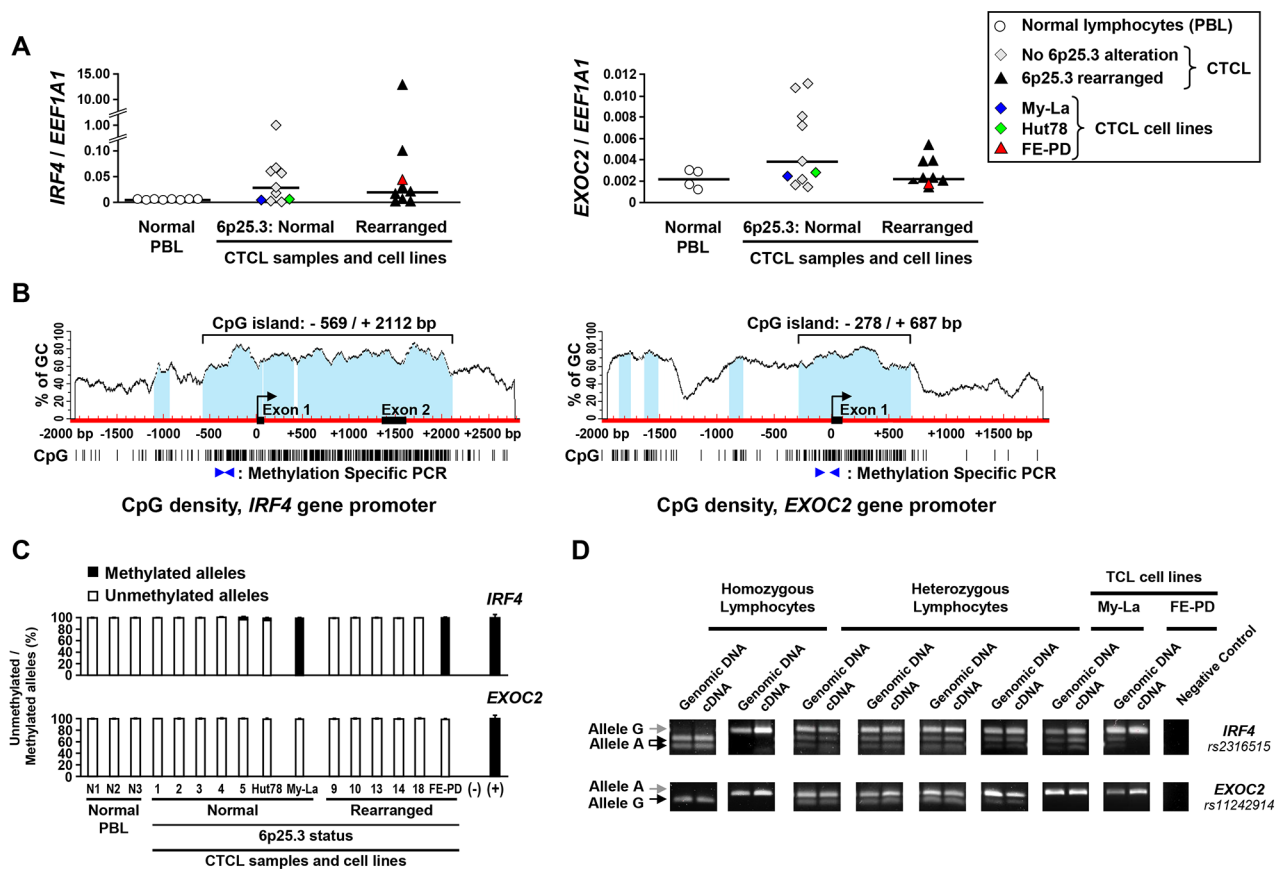 A
IRF4 / EEF1A1
15.00
10.00
1.00
0.10
0.05
0
Normal
PBL
6p25.3: Normal
Rearranged
CTCL samples and cell lines
EXOC2 / EEF1A1
0.012
0.010
0.008
0.006
0.004
0.002
0
Normal
PBL
6p25.3: Normal
Rearranged
CTCL samples and cell lines
Normal lymphocytes (PBL)
No 6p25.3 alteration
6p25.3 rearranged
CTCL
My-La
Hut78
FE-PD
CTCL cell lines
B
CpG island: - 569 / + 2112 bp
% of GC
0 20 40 60 80 100
Exon 1
Exon 2
-2000 bp -1500 -1000 -500 0 +500 +1000 +1500 +2000 +2500 bp
CpG
: Methylation Specific PCR
CpG density, IRF4 gene promoter
CpG island: - 278 / + 687 bp
% of GC
0 20 40 60 80 100
Exon 1
-2000 bp -1500 -1000 -500 0 +500 +1000 +1500 bp
CpG
: Methylation Specific PCR
CpG density, EXOC2 gene promoter
C
Methylated alleles
Unmethylated alleles
Unmethylated /
Methylated alleles (%)
IRF4
100
80
60
40
20
0
EXOC2
100
80
60
40
20
0
N1 N2 N3 1 2 3 4 5 Hut78 My-La 9 10 13 14 18 FE-PD (-) (+)
Normal
PBL
Normal
Rearranged
6p25.3 status
CTCL samples and cell lines
D
Homozygous
Lymphocytes
Heterozygous
Lymphocytes
TCL cell lines
My-La
FE-PD
Genomic DNA
cDNA
Genomic DNA
cDNA
Genomic DNA
cDNA
Genomic DNA
cDNA
Genomic DNA
cDNA
Genomic DNA
cDNA
Genomic DNA
cDNA
Genomic DNA
cDNA
Negative Control
Allele G
Allele A
IRF4
rs2316515
Allele A
Allele G
EXOC2
rs11242914